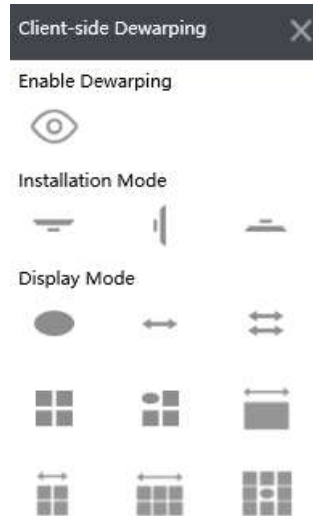 Client-side Dewarping
Enable Dewarping
Installation Mode
Display Mode